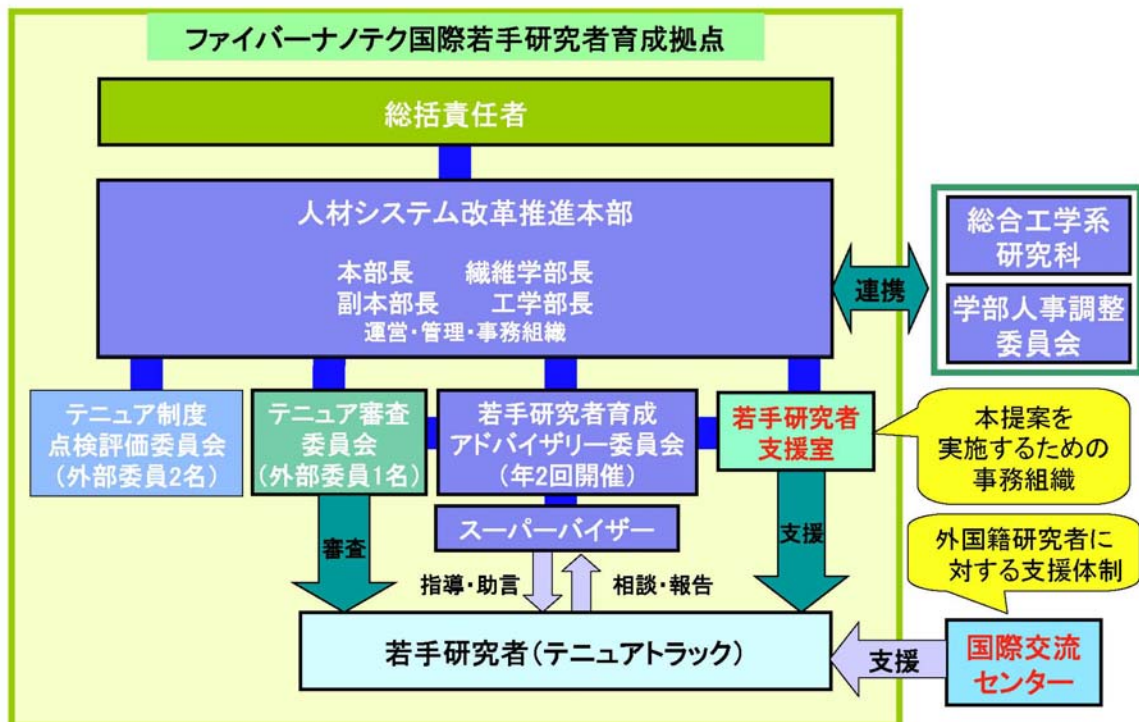 ファイバーナノテク国際若手研究者育成拠点
総括責任者
人材システム改革推進本部
本部長　繊維学部長
副本部長　工学部長
運営・管理・事務組織
連携
総合工学系
研究科
学部人事調整
委員会
テニュア制度
点検評価委員会
(外部委員2名)
テニュア審査
委員会
(外部委員1名)
若手研究者育成
アドバイザリー委員会
(年2回開催)
若手研究者
支援室
本提案を
実施するための
事務組織
スーパーバイザー
審査
指導・助言
相談・報告
支援
外国籍研究者に
対する支援体制
若手研究者(テニュアトラック)
支援
国際交流
センター